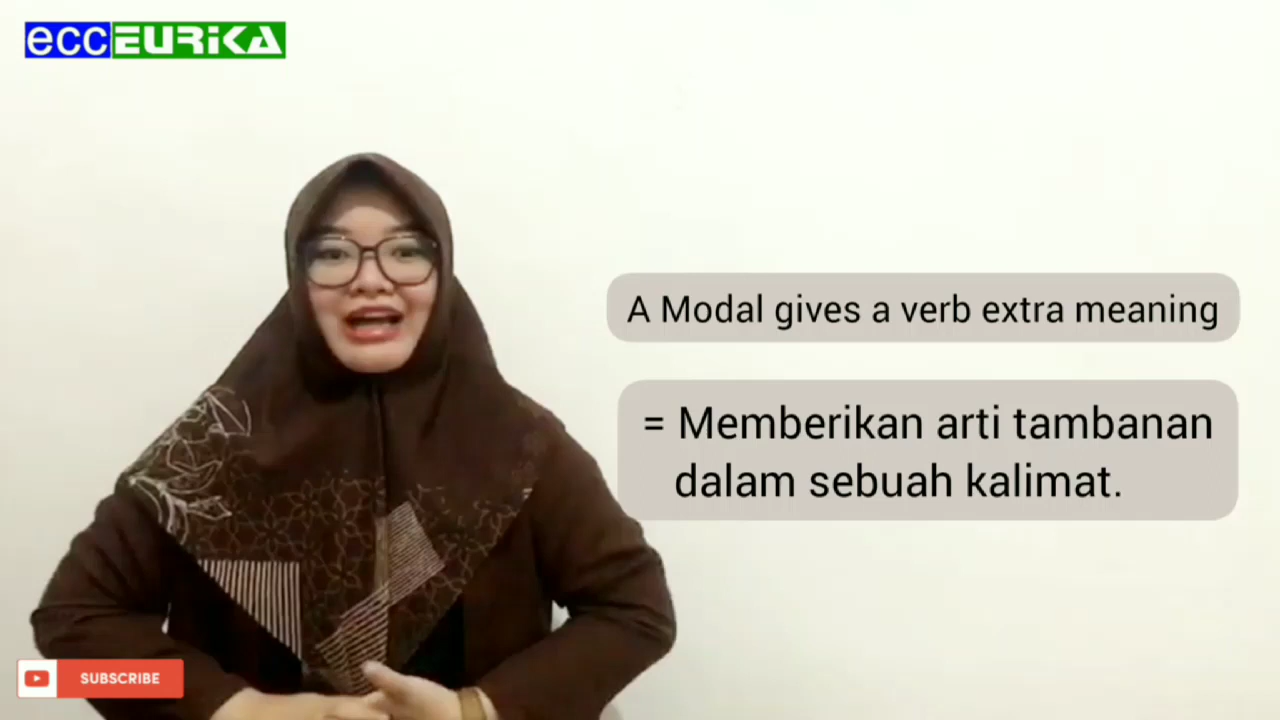 ecc EURiKA
A Modal gives a verb extra meaning
= Memberikan arti tambanan
dalam sebuah kalimat.
SUBSCRIBE